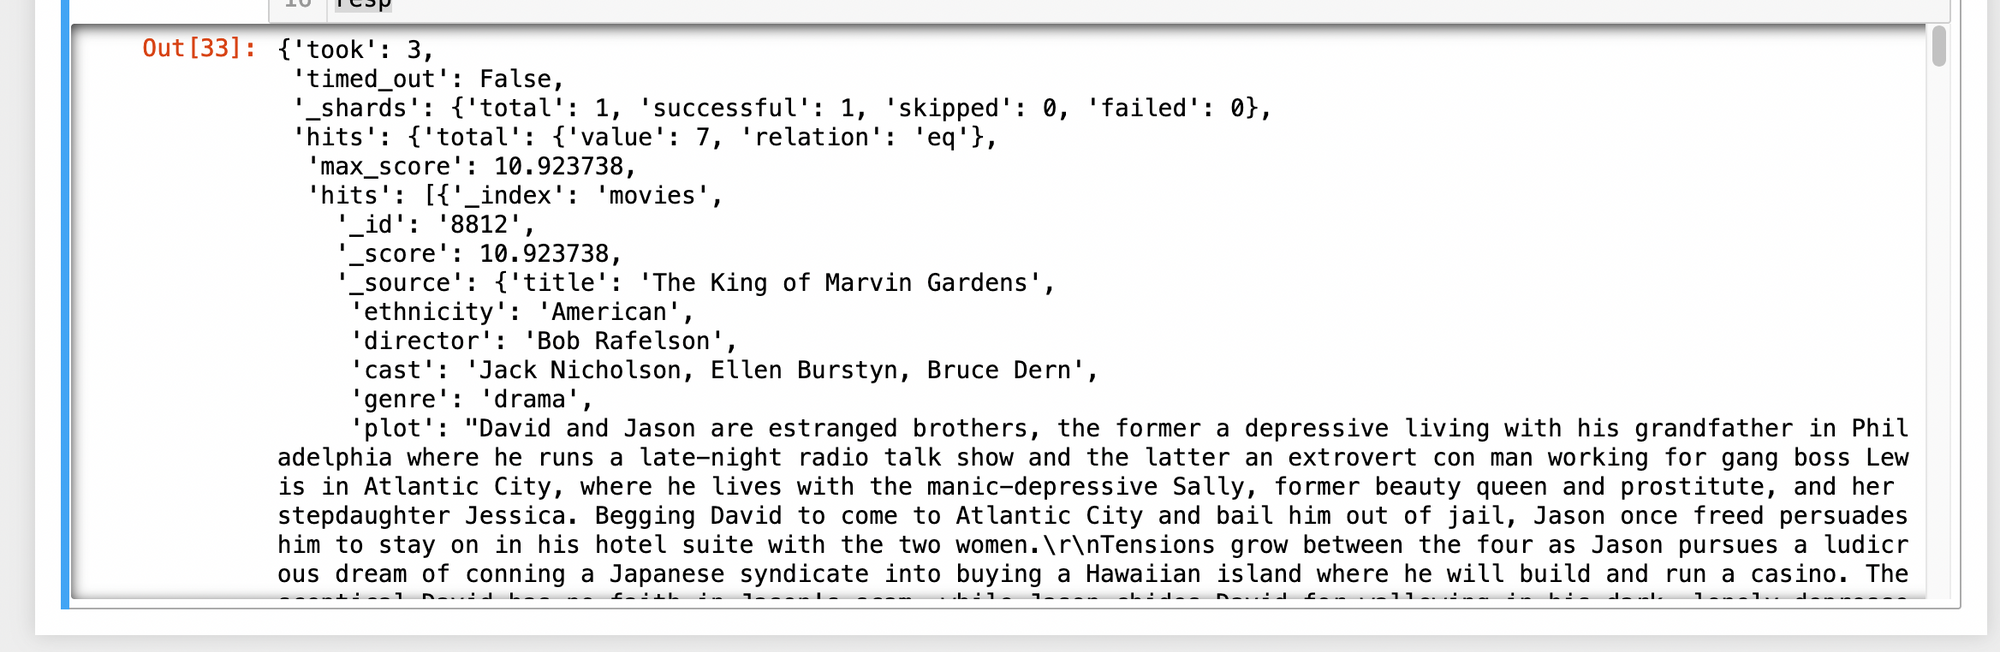 16 resp
Out[33]: {'took': 3,
'timed_out': False,
'_shards': {'total': 1, 'successful': 1, 'skipped': 0, 'failed': 0},
'hits': {'total': {'value': 7, 'relation': 'eq'},
'max_score': 10.923738,
'hits': [{'_index': 'movies',
'_id': '8812',
'_score': 10.923738,
'_source': {'title': 'The King of Marvin Gardens',
'ethnicity': 'American',
'director': 'Bob Rafelson',
'cast': 'Jack Nicholson, Ellen Burstyn, Bruce Dern',
'genre': 'drama',
'plot': "David and Jason are estranged brothers, the former a depressive living with his grandfather in Phil
adelphia where he runs a late-night radio talk show and the latter an extrovert con man working for gang boss Lew
is in Atlantic City, where he lives with the manic-depressive Sally, former beauty queen and prostitute, and her
stepdaughter Jessica. Begging David to come to Atlantic City and bail him out of jail, Jason once freed persuades
him to stay on in his hotel suite with the two women.\r\nTensions grow between the four as Jason pursues a ludicr
ous dream of conning a Japanese syndicate into buying a Hawaiian island where he will build and run a casino. The